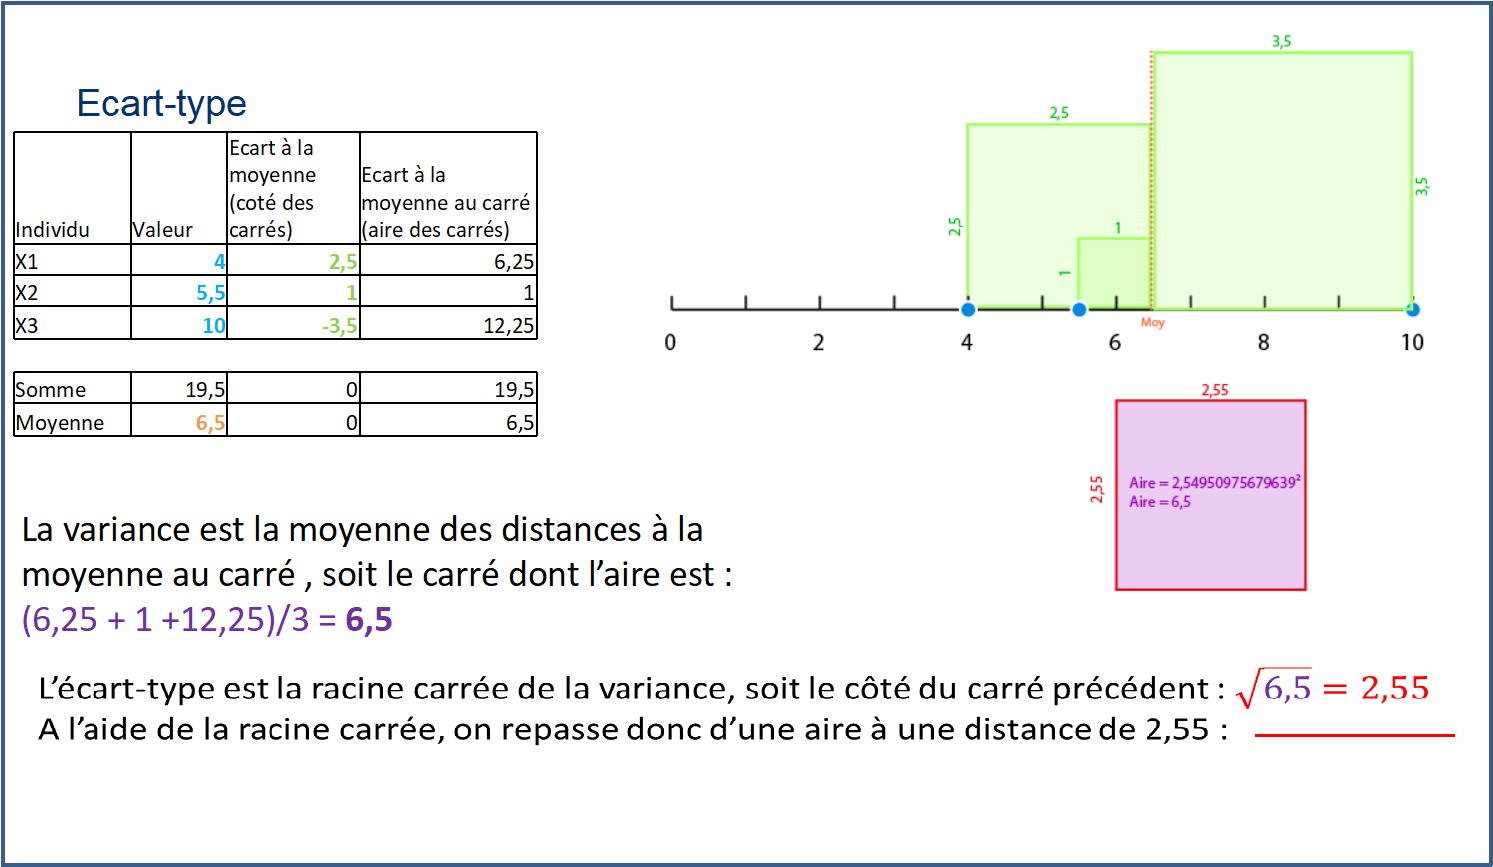 Ecart-type
Individu
Valeur
Ecart à la
moyenne
(coté des
carrés)
Ecart à la
moyenne au carré
(aire des carrés)
X1 4 2,5 6,25
X2 5,5 1 1
X3 10 -3,5 12,25
Somme 19,5 0 19,5
Moyenne 6,5 0 6,5
3,5
2,5
3,5
2,5
1
1
Moy
0 2 4 6 8 10
2,55
2,55
Aire = 2,54950975679639²
Aire = 6,5
La variance est la moyenne des distances à la
moyenne au carré , soit le carré dont l’aire est :
(6,25 + 1 +12,25)/3 = 6,5
L’écart-type est la racine carrée de la variance, soit le côté du carré précédent : √6,5 = 2,55
A l’aide de la racine carrée, on repasse donc d’une aire à une distance de 2,55 :